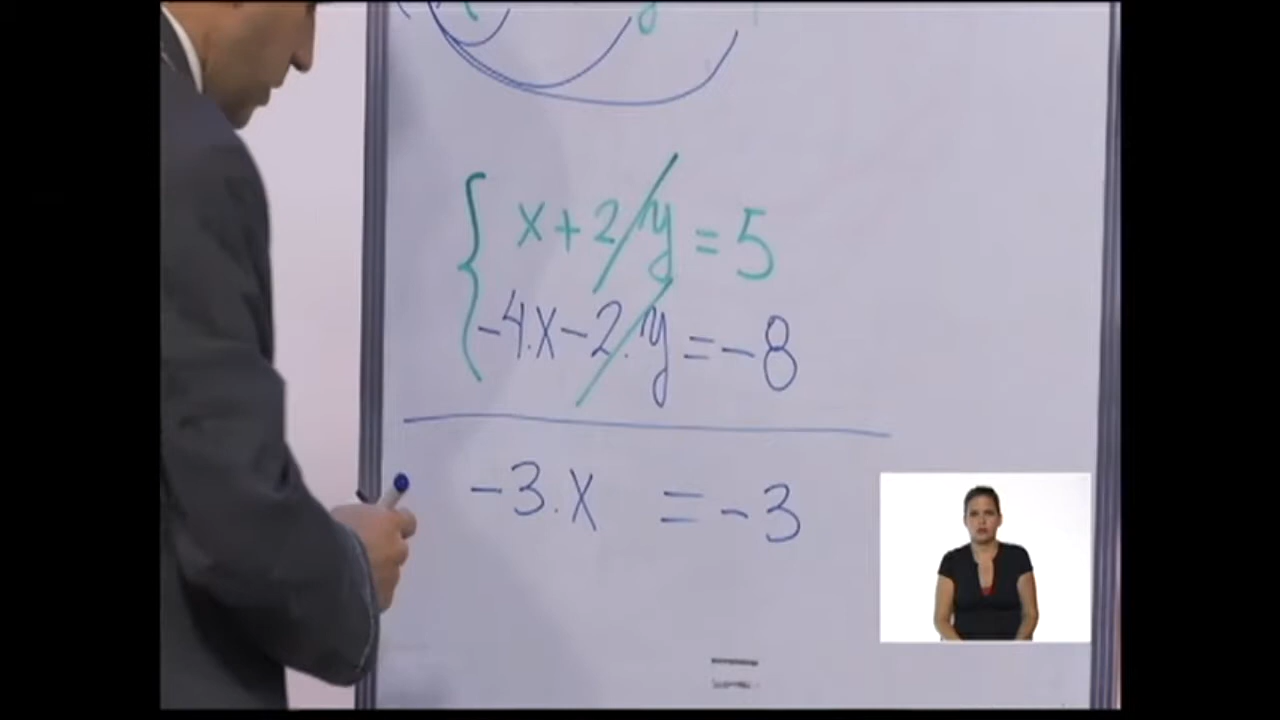 x + 2y = 5
-4.x - 2.y = -8
-3.x = -3